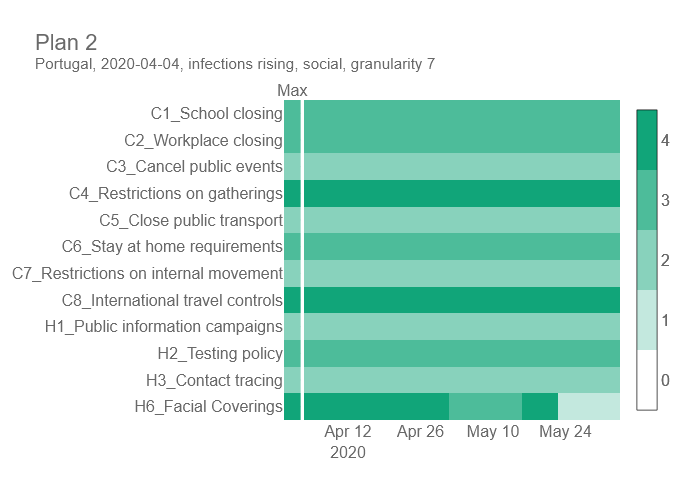 Plan 2
Portugal, 2020-04-04, infections rising, social, granularity 7
Max
C1_School closing
C2_Workplace closing
C3_Cancel public events
C4_Restrictions on gatherings
C5_Close public transport
C6_Stay at home requirements
C7_Restrictions on internal movement
C8_International travel controls
H1_Public information campaigns
H2_Testing policy
H3_Contact tracing
H6_Facial Coverings
Apr 12 Apr 26 May 10 May 24
2020
4
3
2
1
0